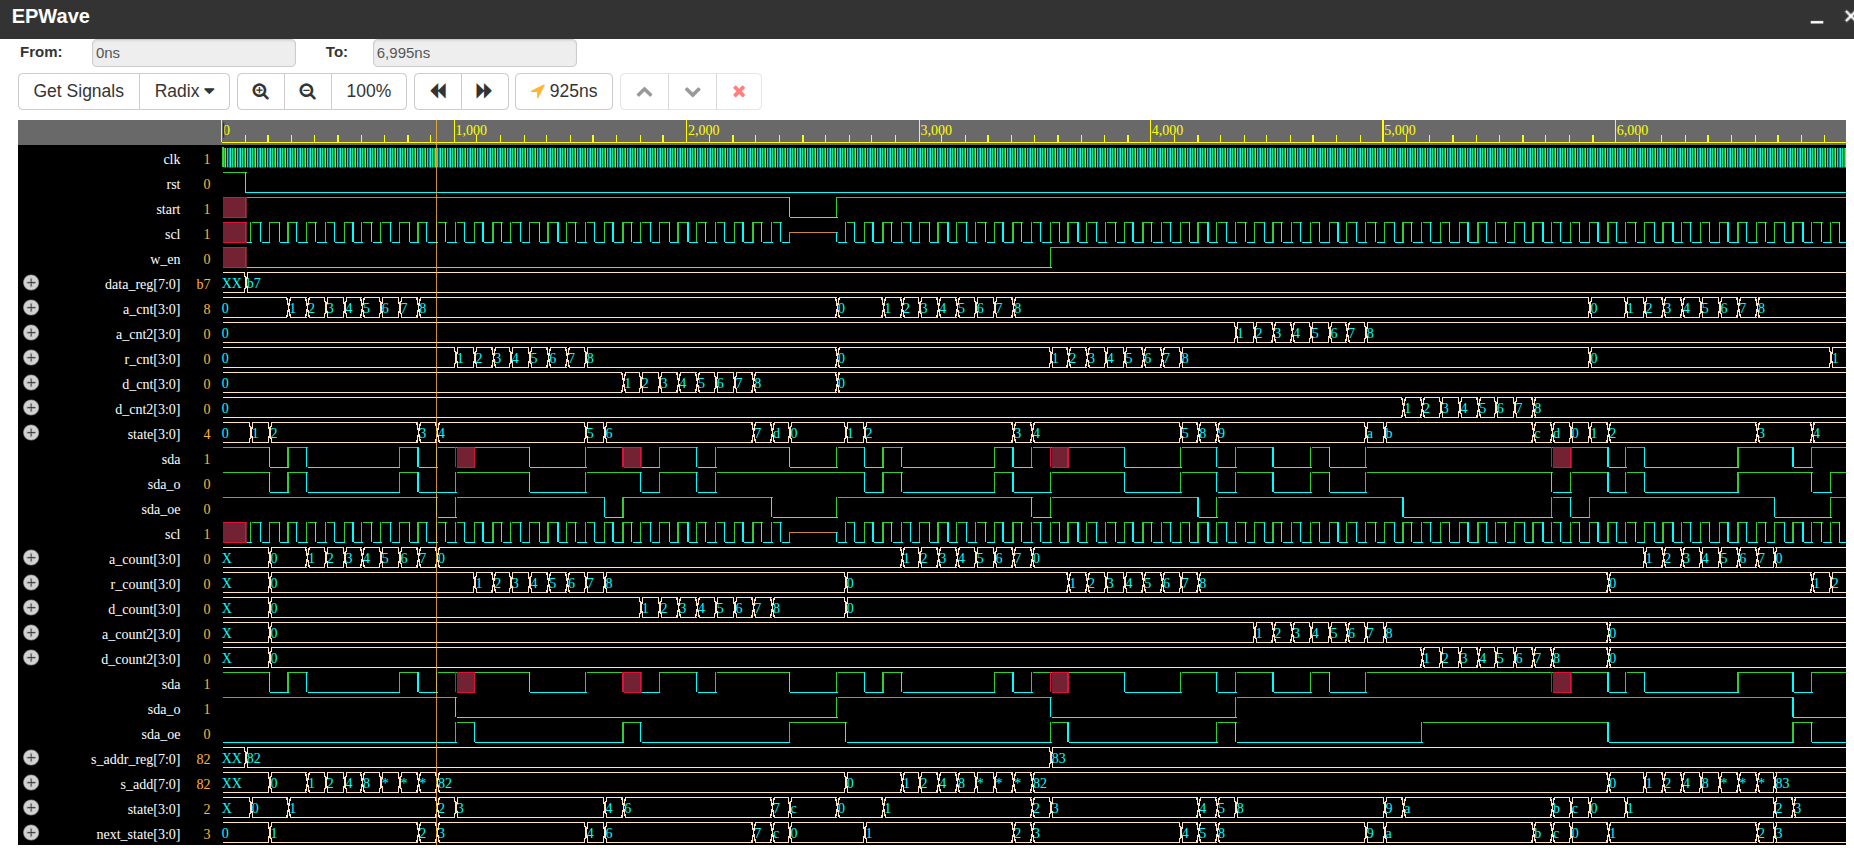 EPWave
From: 0ns To: 6,995ns
Get Signals Radix 100% 925ns
0 1,000 2,000 3,000 4,000 5,000 6,000
clk 1
rst 0
start 1
scl 1
w_en 0
data_reg[7:0] b7 XX b7
a_cnt[3:0] 8 0 1 2 3 4 5 6 7 8 0 1 2 3 4 5 6 7 8 0 1 2 3 4 5 6 7 8
a_cnt2[3:0] 0 0 1 2 3 4 5 6 7 8
r_cnt[3:0] 0 0 1 2 3 4 5 6 7 8 0 1 2 3 4 5 6 7 8 0 1
d_cnt[3:0] 0 0 1 2 3 4 5 6 7 8 0
d_cnt2[3:0] 0 0 1 2 3 4 5 6 7 8
state[3:0] 4 0 1 2 3 4 5 6 7 d 0 1 2 3 4 5 8 9 a b c d 0 1 2 3 4
sda 1
sda_o 0
sda_oe 0
scl 1
a_count[3:0] 0 X 0 1 2 3 4 5 6 7 0 1 2 3 4 5 6 7 0 1 2 3 4 5 6 7 0
r_count[3:0] 0 X 0 1 2 3 4 5 6 7 8 0 1 2 3 4 5 6 7 8 0 1 2
d_count[3:0] 0 X 0 1 2 3 4 5 6 7 8 0
a_count2[3:0] 0 X 0 1 2 3 4 5 6 7 8 0
d_count2[3:0] 0 X 0 1 2 3 4 5 6 7 8 0
sda 1
sda_o 1
sda_oe 0
s_addr_reg[7:0] 82 XX 82 83
s_add[7:0] 82 XX 0 1 2 4 8 * * * 82 0 1 2 4 8 * * * 82 0 1 2 4 8 * * * 83
state[3:0] 2 X 0 1 2 3 4 6 7 c 0 1 2 3 4 5 8 9 a b c 0 1 2 3
next_state[3:0] 3 0 1 2 3 4 6 7 c 0 1 2 3 4 5 8 9 a b c 0 1 2 3